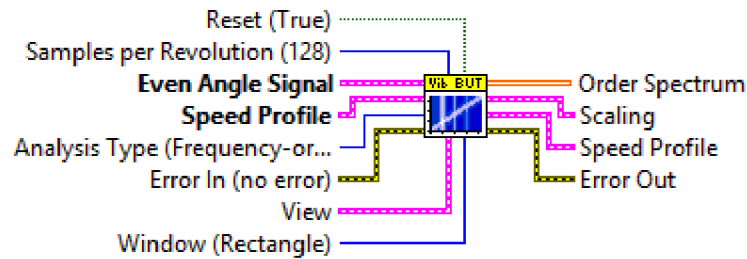 Reset (True)
Samples per Revolution (128)
Even Angle Signal
Speed Profile
Analysis Type (Frequency-or...
Error In (no error)
View
Window (Rectangle)
Vib BUT
Order Spectrum
Scaling
Speed Profile
Error Out